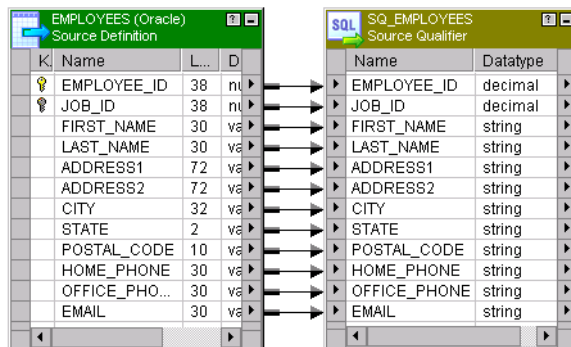 EMPLOYEES (Oracle)
Source Definition
K. Name L... D
EMPLOYEE_ID 38 nu
JOB_ID 38 nu
FIRST_NAME 30 va
LAST_NAME 30 va
ADDRESS1 72 va
ADDRESS2 72 va
CITY 32 va
STATE 2 va
POSTAL_CODE 10 va
HOME_PHONE 30 va
OFFICE_PHO... 30 va
EMAIL 30 va
SQL SQ_EMPLOYEES
Source Qualifier
Name Datatype
EMPLOYEE_ID decimal
JOB_ID decimal
FIRST_NAME string
LAST_NAME string
ADDRESS1 string
ADDRESS2 string
CITY string
STATE string
POSTAL_CODE string
HOME_PHONE string
OFFICE_PHONE string
EMAIL string